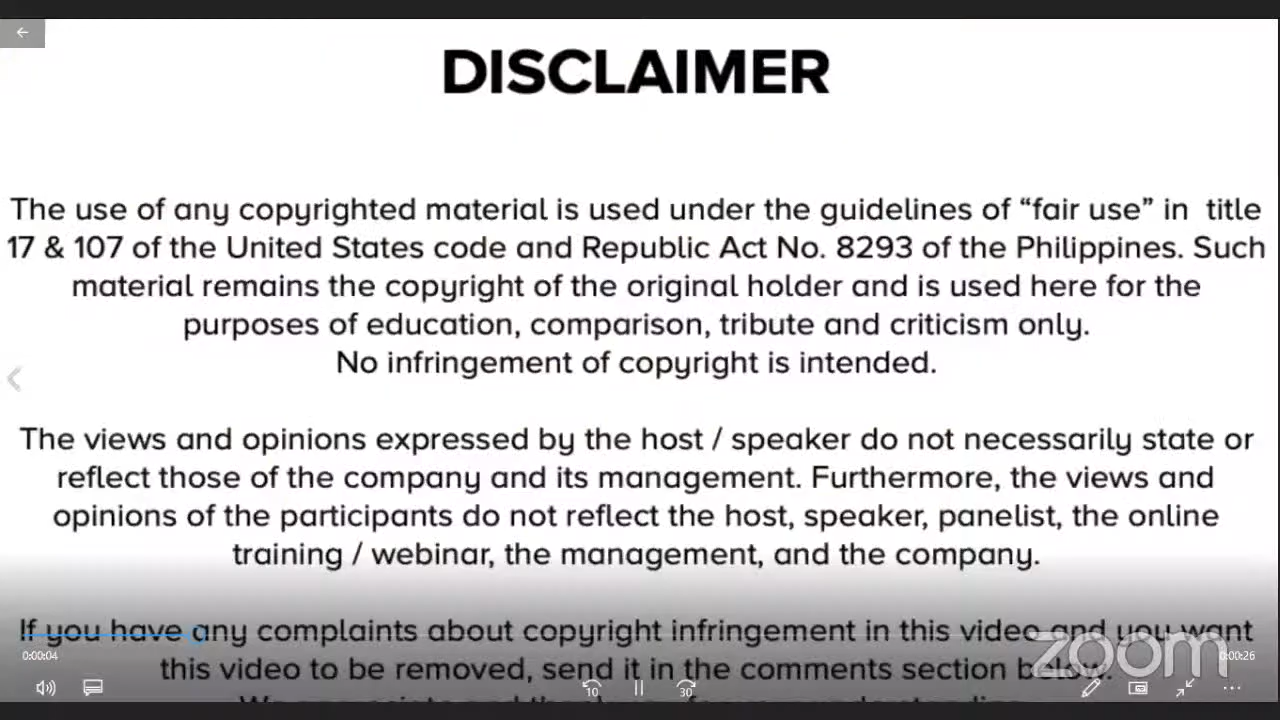 DISCLAIMER
The use of any copyrighted material is used under the guidelines of “fair use” in title
17 & 107 of the United States code and Republic Act No. 8293 of the Philippines. Such
material remains the copyright of the original holder and is used here for the
purposes of education, comparison, tribute and criticism only.
No infringement of copyright is intended.
The views and opinions expressed by the host / speaker do not necessarily state or
reflect those of the company and its management. Furthermore, the views and
opinions of the participants do not reflect the host, speaker, panelist, the online
training / webinar, the management, and the company.
If you have any complaints about copyright infringement in this video and you want
this video to be removed, send it in the comments section below.
0:00:04
zoom
0:00:26
10
30